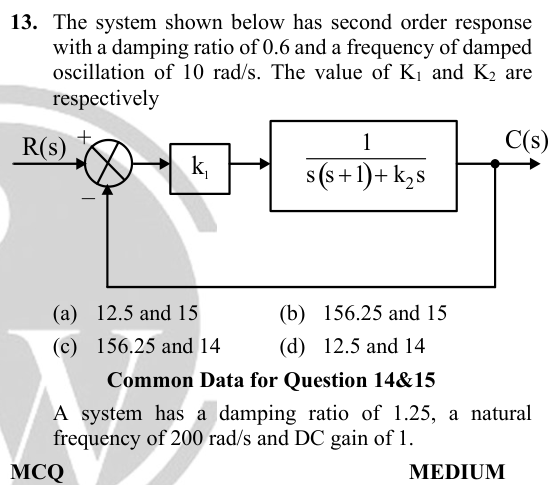 13. The system shown below has second order response
with a damping ratio of 0.6 and a frequency of damped
oscillation of 10 rad/s. The value of K₁ and K₂ are
respectively
R(s) + − k₁ 1 / s(s+1)+k₂s C(s)
(a) 12.5 and 15 (b) 156.25 and 15
(c) 156.25 and 14 (d) 12.5 and 14
Common Data for Question 14&15
A system has a damping ratio of 1.25, a natural
frequency of 200 rad/s and DC gain of 1.
MCQ MEDIUM